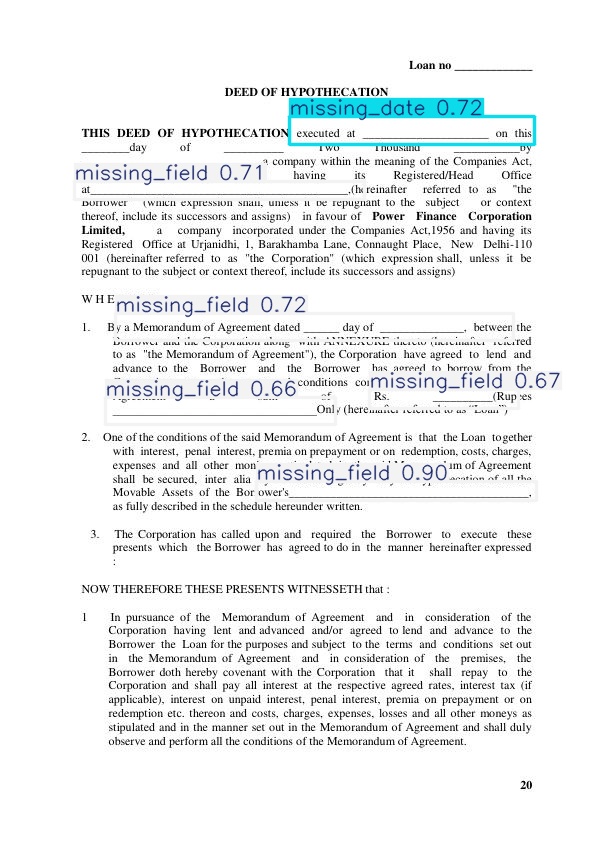 Loan no _____________
DEED OF HYPOTHECATION
missing_date 0.72
THIS DEED OF HYPOTHECATION executed at _____________________ on this
________day of __________ Two Thousand ___________by
a company within the meaning of the Companies Act,
missing_field 0.71 having its Registered/Head Office
at___________________________________________,(h reinafter referred to as "the
Borrower (which expression shall, unless it be repugnant to the subject or context
thereof, include its successors and assigns) in favour of Power Finance Corporation
Limited, a company incorporated under the Companies Act,1956 and having its
Registered Office at Urjanidhi, 1, Barakhamba Lane, Connaught Place, New Delhi-110
001 (hereinafter referred to as "the Corporation" (which expression shall, unless it be
repugnant to the subject or context thereof, include its successors and assigns)
W H E
missing_field 0.72
1. By a Memorandum of Agreement dated ______ day of ______________, between the
Borrower and the Corporation along with ANNEXURE thereto (hereinafter referred
to as "the Memorandum of Agreement"), the Corporation have agreed to lend and
advance to the Borrower and the Borrower has agreed to borrow from the
missing_field 0.66 conditions missing_field 0.67
of Rs. __________(Rupees
__________________________________Only (hereinafter referred to as "Loan")
2. One of the conditions of the said Memorandum of Agreement is that the Loan together
with interest, penal interest, premia on prepayment or on redemption, costs, charges,
expenses and all other mon um of Agreement
shall be secured, inter alia missing_field 0.90 of all the
Movable Assets of the Bor ower's________________________________________,
as fully described in the schedule hereunder written.
3. The Corporation has called upon and required the Borrower to execute these
presents which the Borrower has agreed to do in the manner hereinafter expressed
:
NOW THEREFORE THESE PRESENTS WITNESSETH that :
1 In pursuance of the Memorandum of Agreement and in consideration of the
Corporation having lent and advanced and/or agreed to lend and advance to the
Borrower the Loan for the purposes and subject to the terms and conditions set out
in the Memorandum of Agreement and in consideration of the premises, the
Borrower doth hereby covenant with the Corporation that it shall repay to the
Corporation and shall pay all interest at the respective agreed rates, interest tax (if
applicable), interest on unpaid interest, penal interest, premia on prepayment or on
redemption etc. thereon and costs, charges, expenses, losses and all other moneys as
stipulated and in the manner set out in the Memorandum of Agreement and shall duly
observe and perform all the conditions of the Memorandum of Agreement.
20